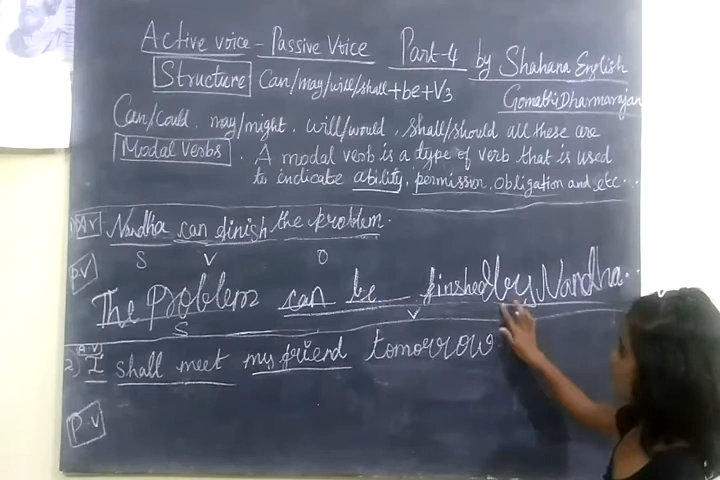 Active voice - Passive Voice Part-4 by Shahana English
Structure Can/may/will/shall+be+V3 Gomathi Dharmarajan
Can/could, may/might, will/would, shall/should all these are
Modal Verbs. A modal verb is a type of verb that is used
to indicate ability, permission, obligation and etc...
1) A.V Nandha can finish the problem.
S V O
P.V The problem can be finshed by Nandha..
S V
2) A.V I shall meet my friend tomorrow
P.V